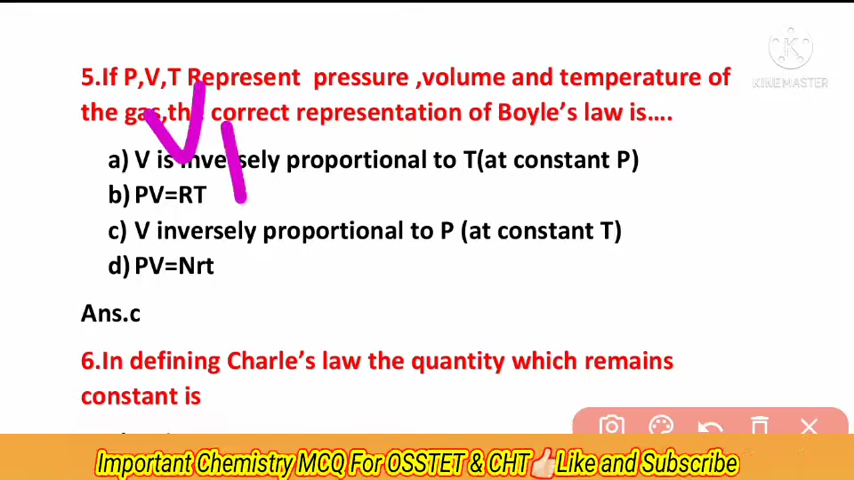 KINEMASTER
5.If P,V,T Represent pressure ,volume and temperature of
the gas,the correct representation of Boyle's law is....
a) V is inversely proportional to T(at constant P)
b) PV=RT
c) V inversely proportional to P (at constant T)
d) PV=Nrt
Ans.c
6.In defining Charle's law the quantity which remains
constant is
Important Chemistry MCQ For OSSTET & CHT👍Like and Subscribe